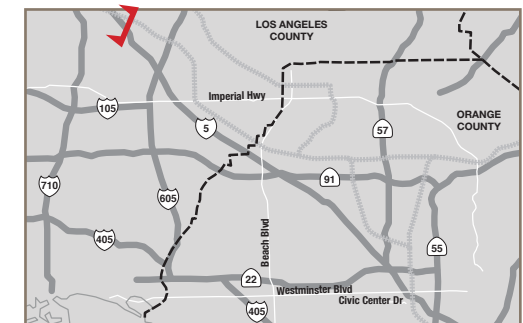 LOS ANGELES
COUNTY
Imperial Hwy
105
5
57
ORANGE
COUNTY
91
710
605
405
Beach Blvd
55
22
Westminster Blvd
Civic Center Dr
405